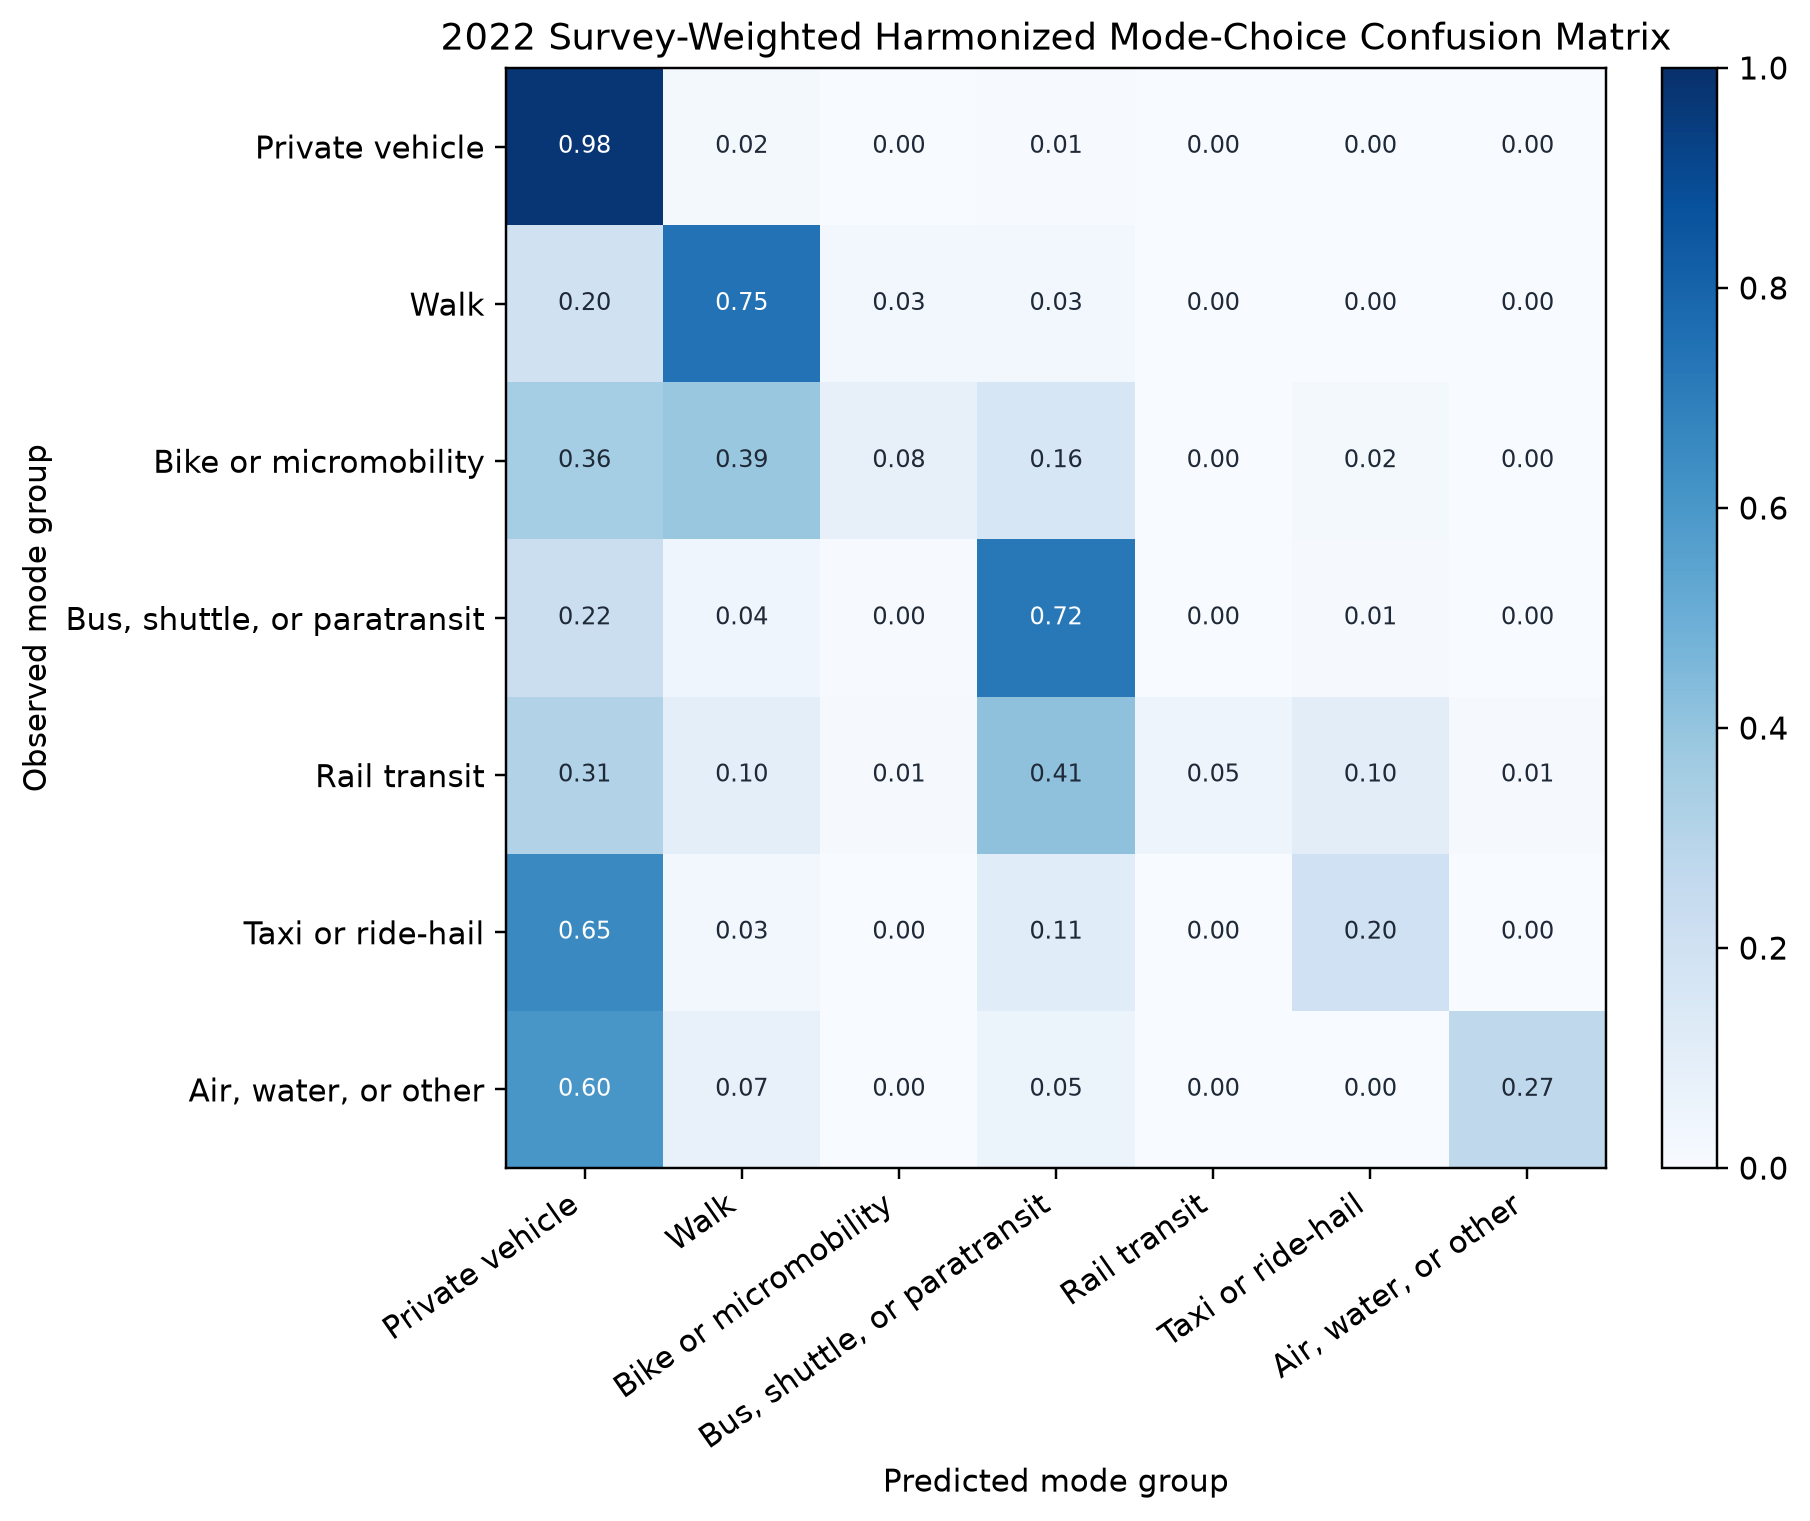 2022 Survey-Weighted Harmonized Mode-Choice Confusion Matrix
Observed mode group
Private vehicle 0.98 0.02 0.00 0.01 0.00 0.00 0.00
Walk 0.20 0.75 0.03 0.03 0.00 0.00 0.00
Bike or micromobility 0.36 0.39 0.08 0.16 0.00 0.02 0.00
Bus, shuttle, or paratransit 0.22 0.04 0.00 0.72 0.00 0.01 0.00
Rail transit 0.31 0.10 0.01 0.41 0.05 0.10 0.01
Taxi or ride-hail 0.65 0.03 0.00 0.11 0.00 0.20 0.00
Air, water, or other 0.60 0.07 0.00 0.05 0.00 0.00 0.27
Private vehicle
Walk
Bike or micromobility
Bus, shuttle, or paratransit
Rail transit
Taxi or ride-hail
Air, water, or other
Predicted mode group
1.0
0.8
0.6
0.4
0.2
0.0